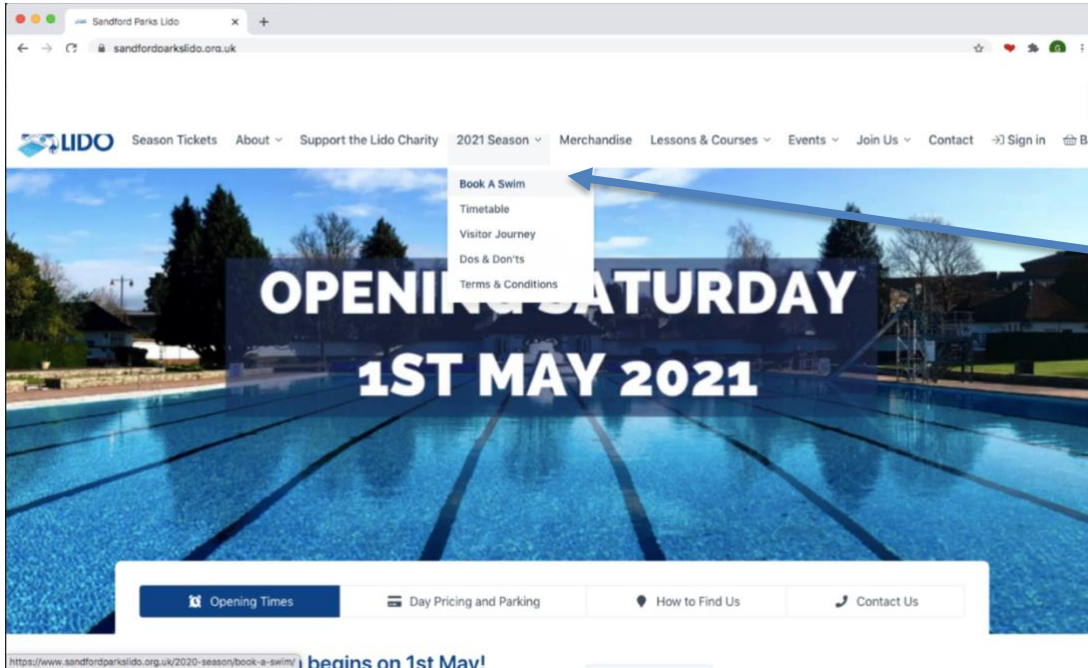 Sandford Parks Lido
sandfordparkslido.org.uk
G
LIDO Season Tickets About Support the Lido Charity 2021 Season Merchandise Lessons & Courses Events Join Us Contact Sign in B
Book A Swim
Timetable
Visitor Journey
Dos & Don'ts
Terms & Conditions
OPENI SATURDAY
1ST MAY 2021
Opening Times Day Pricing and Parking How to Find Us Contact Us
https://www.sandfordparkslido.org.uk/2020-season/book-a-swim/ begins on 1st May!